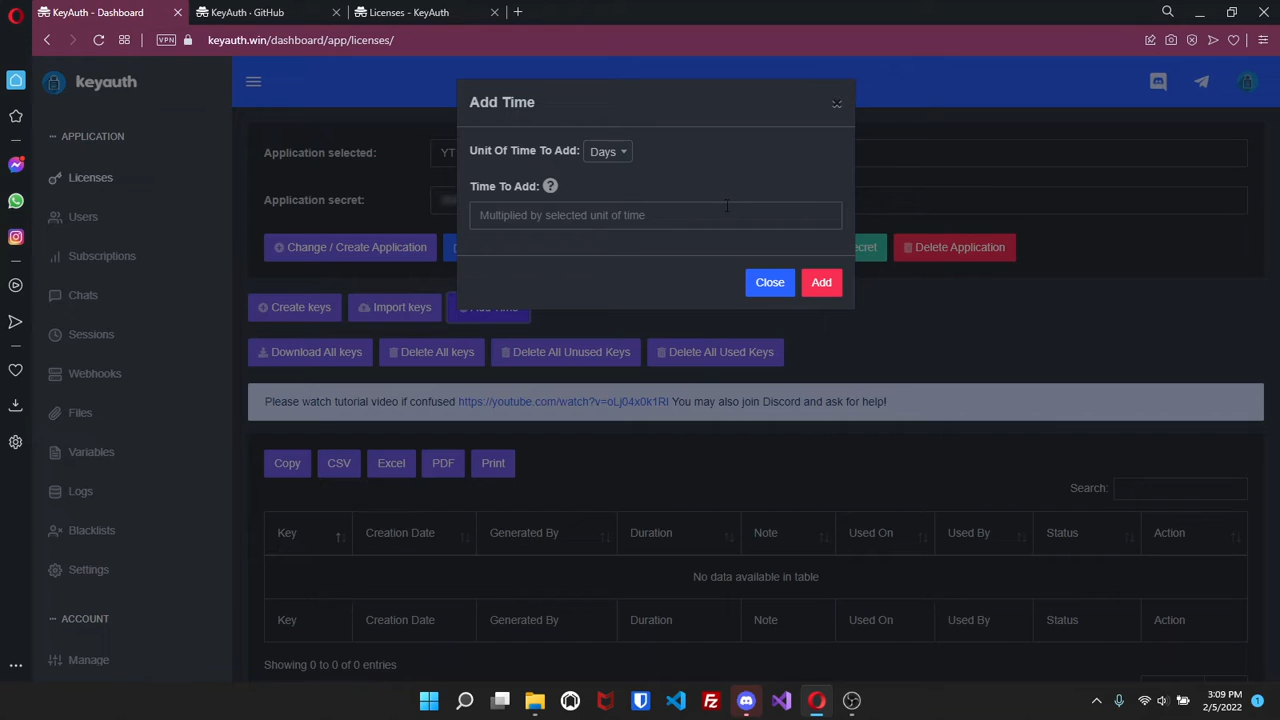 KeyAuth - Dashboard
KeyAuth · GitHub
Licenses - KeyAuth
VPN
keyauth.win/dashboard/app/licenses/
keyauth
Add Time
··· APPLICATION
Unit Of Time To Add: Days
Application selected:
YT
Licenses
Time To Add: ?
Application secret:
Multiplied by selected unit of time
Users
Change / Create Application
ecret
Delete Application
Subscriptions
Close
Add
Chats
Create keys
Import keys
Add Time
Sessions
Download All keys
Delete All keys
Delete All Unused Keys
Delete All Used Keys
Webhooks
Please watch tutorial video if confused https://youtube.com/watch?v=oLj04x0k1RI You may also join Discord and ask for help!
Files
Variables
Copy
CSV
Excel
PDF
Print
Search:
Logs
Blacklists
Key
Creation Date
Generated By
Duration
Note
Used On
Used By
Status
Action
Settings
No data available in table
··· ACCOUNT
Key
Creation Date
Generated By
Duration
Note
Used On
Used By
Status
Action
Manage
Showing 0 to 0 of 0 entries
3:09 PM
2/5/2022